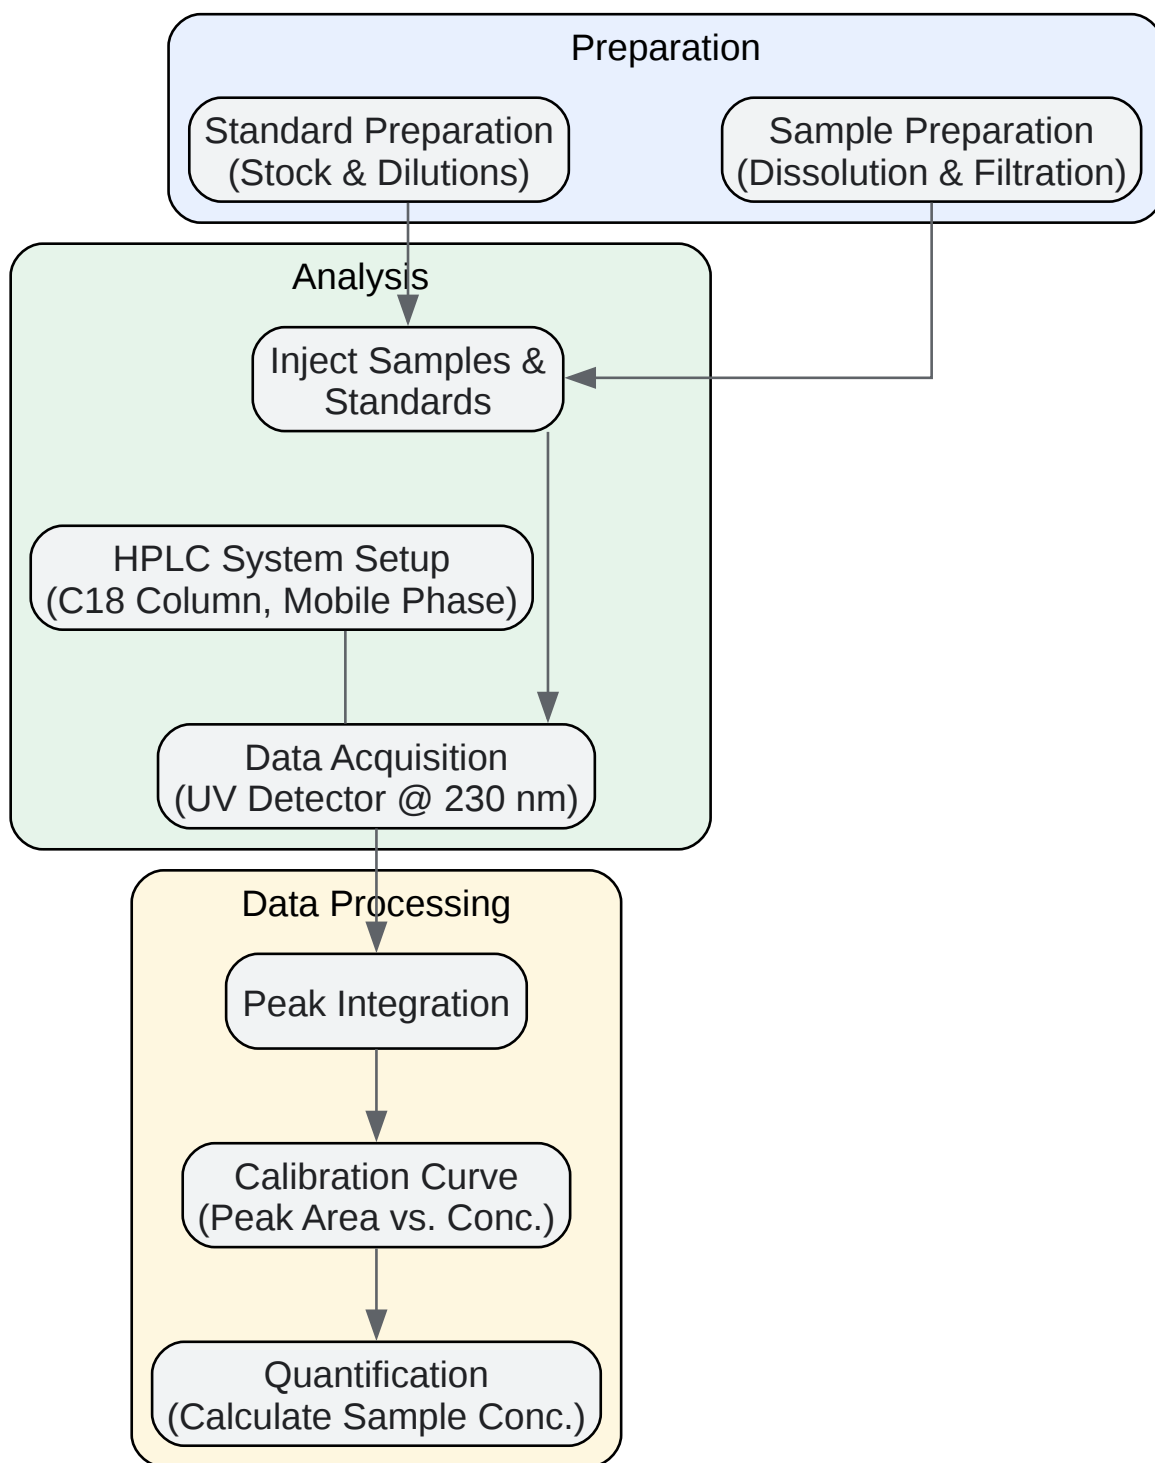 Preparation
Standard Preparation
(Stock & Dilutions)
Sample Preparation
(Dissolution & Filtration)
Analysis
Inject Samples &
Standards
HPLC System Setup
(C18 Column, Mobile Phase)
Data Acquisition
(UV Detector @ 230 nm)
Data Processing
Peak Integration
Calibration Curve
(Peak Area vs. Conc.)
Quantification
(Calculate Sample Conc.)